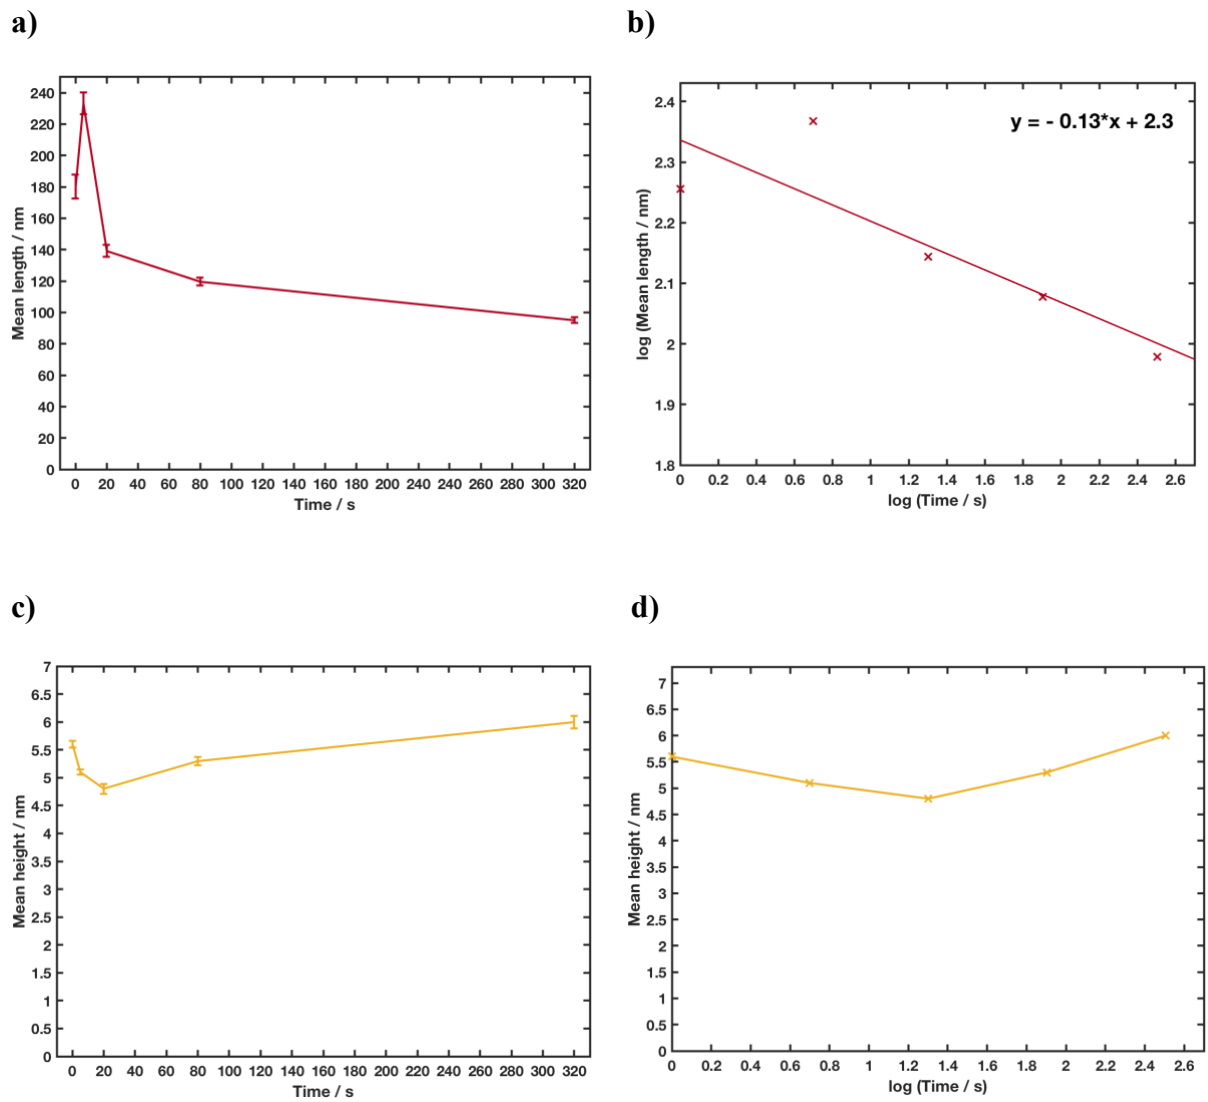 a)
240
220
200
180
160
140
120
100
80
60
40
20
0
Mean length / nm
0 20 40 60 80 100 120 140 160 180 200 220 240 260 280 300 320
Time / s
b)
y = - 0.13*x + 2.3
2.4
2.3
2.2
2.1
2
1.9
1.8
log (Mean length / nm)
0 0.2 0.4 0.6 0.8 1 1.2 1.4 1.6 1.8 2 2.2 2.4 2.6
log (Time / s)
c)
7
6.5
6
5.5
5
4.5
4
3.5
3
2.5
2
1.5
1
0.5
0
Mean height / nm
0 20 40 60 80 100 120 140 160 180 200 220 240 260 280 300 320
Time / s
d)
7
6.5
6
5.5
5
4.5
4
3.5
3
2.5
2
1.5
1
0.5
0
Mean height / nm
0 0.2 0.4 0.6 0.8 1 1.2 1.4 1.6 1.8 2 2.2 2.4 2.6
log (Time / s)